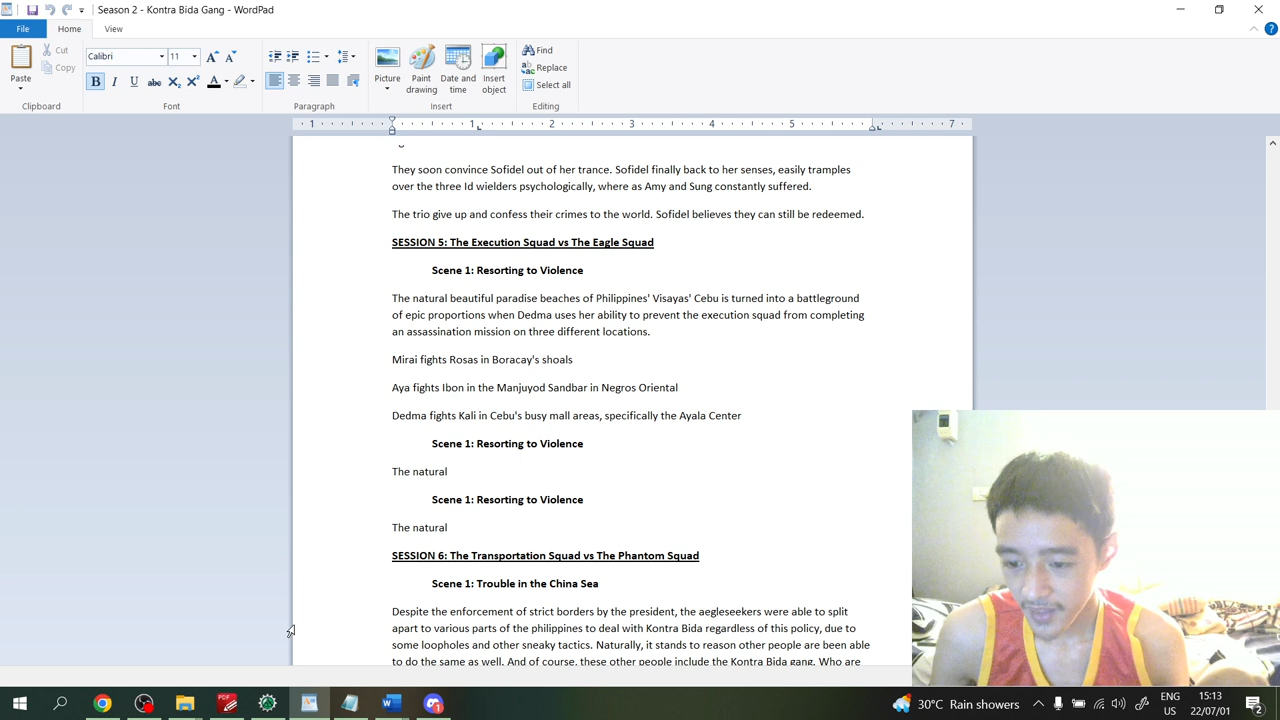 Season 2 - Kontra Bida Gang - WordPad
File
Home
View
Paste
Cut
Copy
Clipboard
Calibri
11
B I U abc X₂ X² A
Font
Paragraph
Picture
Paint drawing
Date and time
Insert object
Insert
Find
Replace
Select all
Editing
1 1 2 3 4 5 7
They soon convince Sofidel out of her trance. Sofidel finally back to her senses, easily tramples
over the three Id wielders psychologically, where as Amy and Sung constantly suffered.
The trio give up and confess their crimes to the world. Sofidel believes they can still be redeemed.
SESSION 5: The Execution Squad vs The Eagle Squad
Scene 1: Resorting to Violence
The natural beautiful paradise beaches of Philippines' Visayas' Cebu is turned into a battleground
of epic proportions when Dedma uses her ability to prevent the execution squad from completing
an assassination mission on three different locations.
Mirai fights Rosas in Boracay's shoals
Aya fights Ibon in the Manjuyod Sandbar in Negros Oriental
Dedma fights Kali in Cebu's busy mall areas, specifically the Ayala Center
Scene 1: Resorting to Violence
The natural
Scene 1: Resorting to Violence
The natural
SESSION 6: The Transportation Squad vs The Phantom Squad
Scene 1: Trouble in the China Sea
Despite the enforcement of strict borders by the president, the aegleseekers were able to split
apart to various parts of the philippines to deal with Kontra Bida regardless of this policy, due to
some loopholes and other sneaky tactics. Naturally, it stands to reason other people are been able
to do the same as well. And of course, these other people include the Kontra Bida gang. Who are
30°C Rain showers
ENG
US
15:13
22/07/01
2